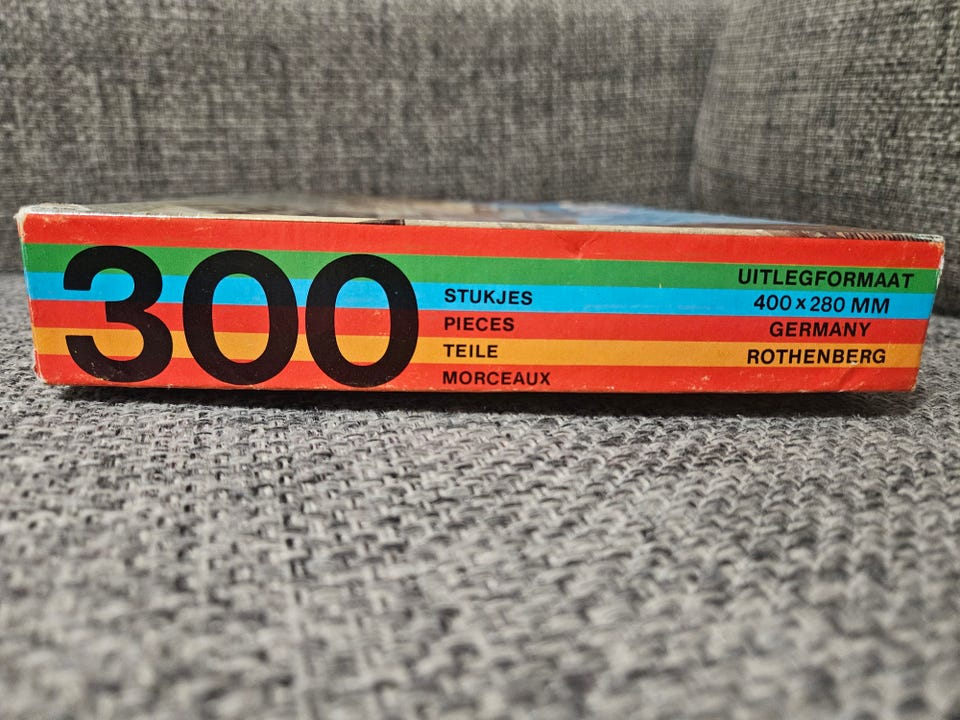 300
STUKJES
PIECES
TEILE
MORCEAUX
UITLEGFORMAAT
400 x 280 MM
GERMANY
ROTHENBERG